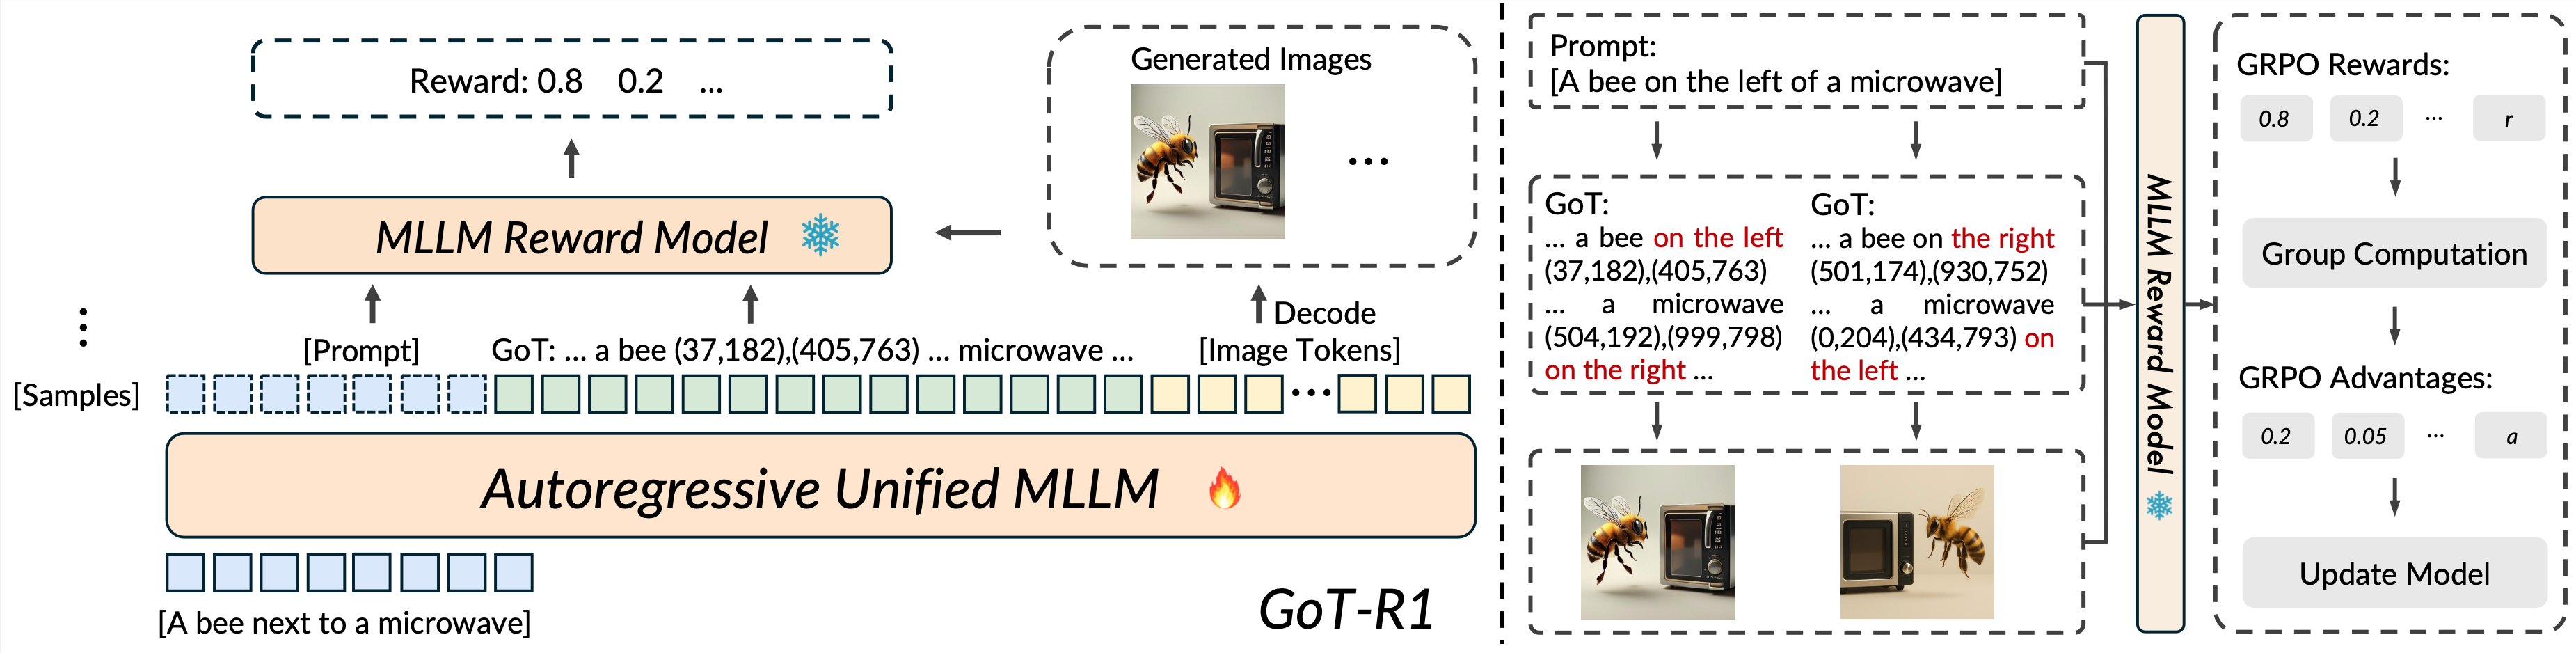 Reward: 0.8 0.2 ...
Generated Images
...
MLLM Reward Model
Decode
[Prompt]
GoT: ... a bee (37,182),(405,763) ... microwave ...
[Image Tokens]
[Samples]
...
Autoregressive Unified MLLM
[A bee next to a microwave]
GoT-R1
Prompt:
[A bee on the left of a microwave]
GoT:
... a bee on the left
(37,182),(405,763)
... a microwave
(504,192),(999,798)
on the right ...
GoT:
... a bee on the right
(501,174),(930,752)
... a microwave
(0,204),(434,793) on
the left ...
MLLM Reward Model
GRPO Rewards:
0.8 0.2 ... r
Group Computation
GRPO Advantages:
0.2 0.05 ... a
Update Model